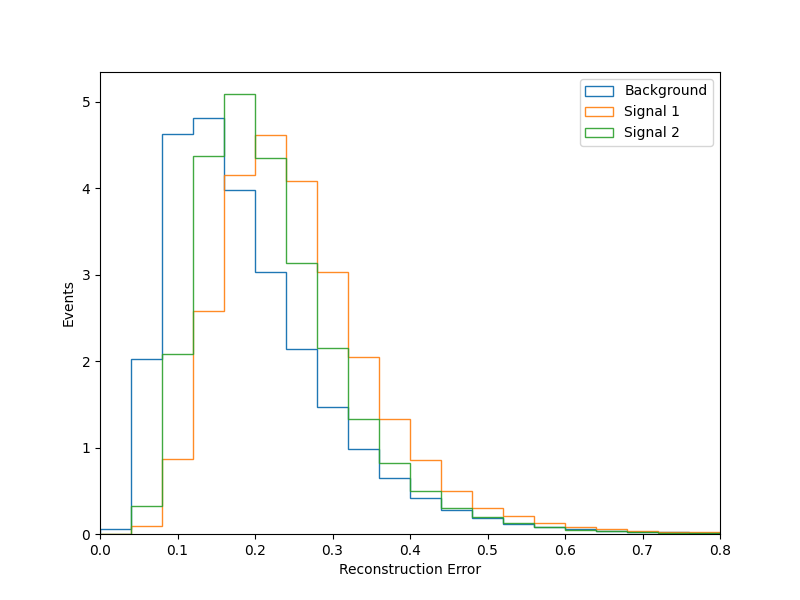 Background
Signal 1
Signal 2
5
4
3
2
1
0
Events
0.0 0.1 0.2 0.3 0.4 0.5 0.6 0.7 0.8
Reconstruction Error